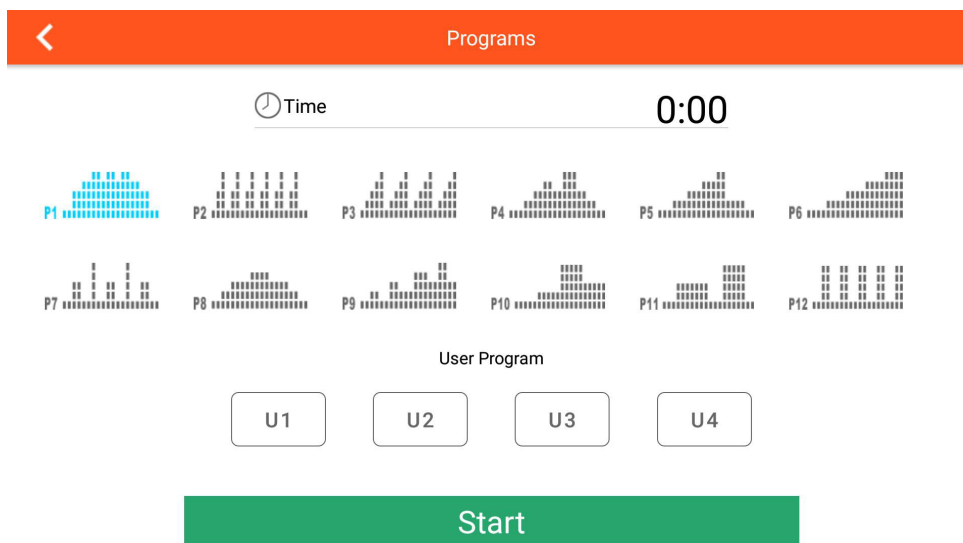 Programs
Time 0:00
P1 P2 P3 P4 P5 P6
P7 P8 P9 P10 P11 P12
User Program
U1 U2 U3 U4
Start